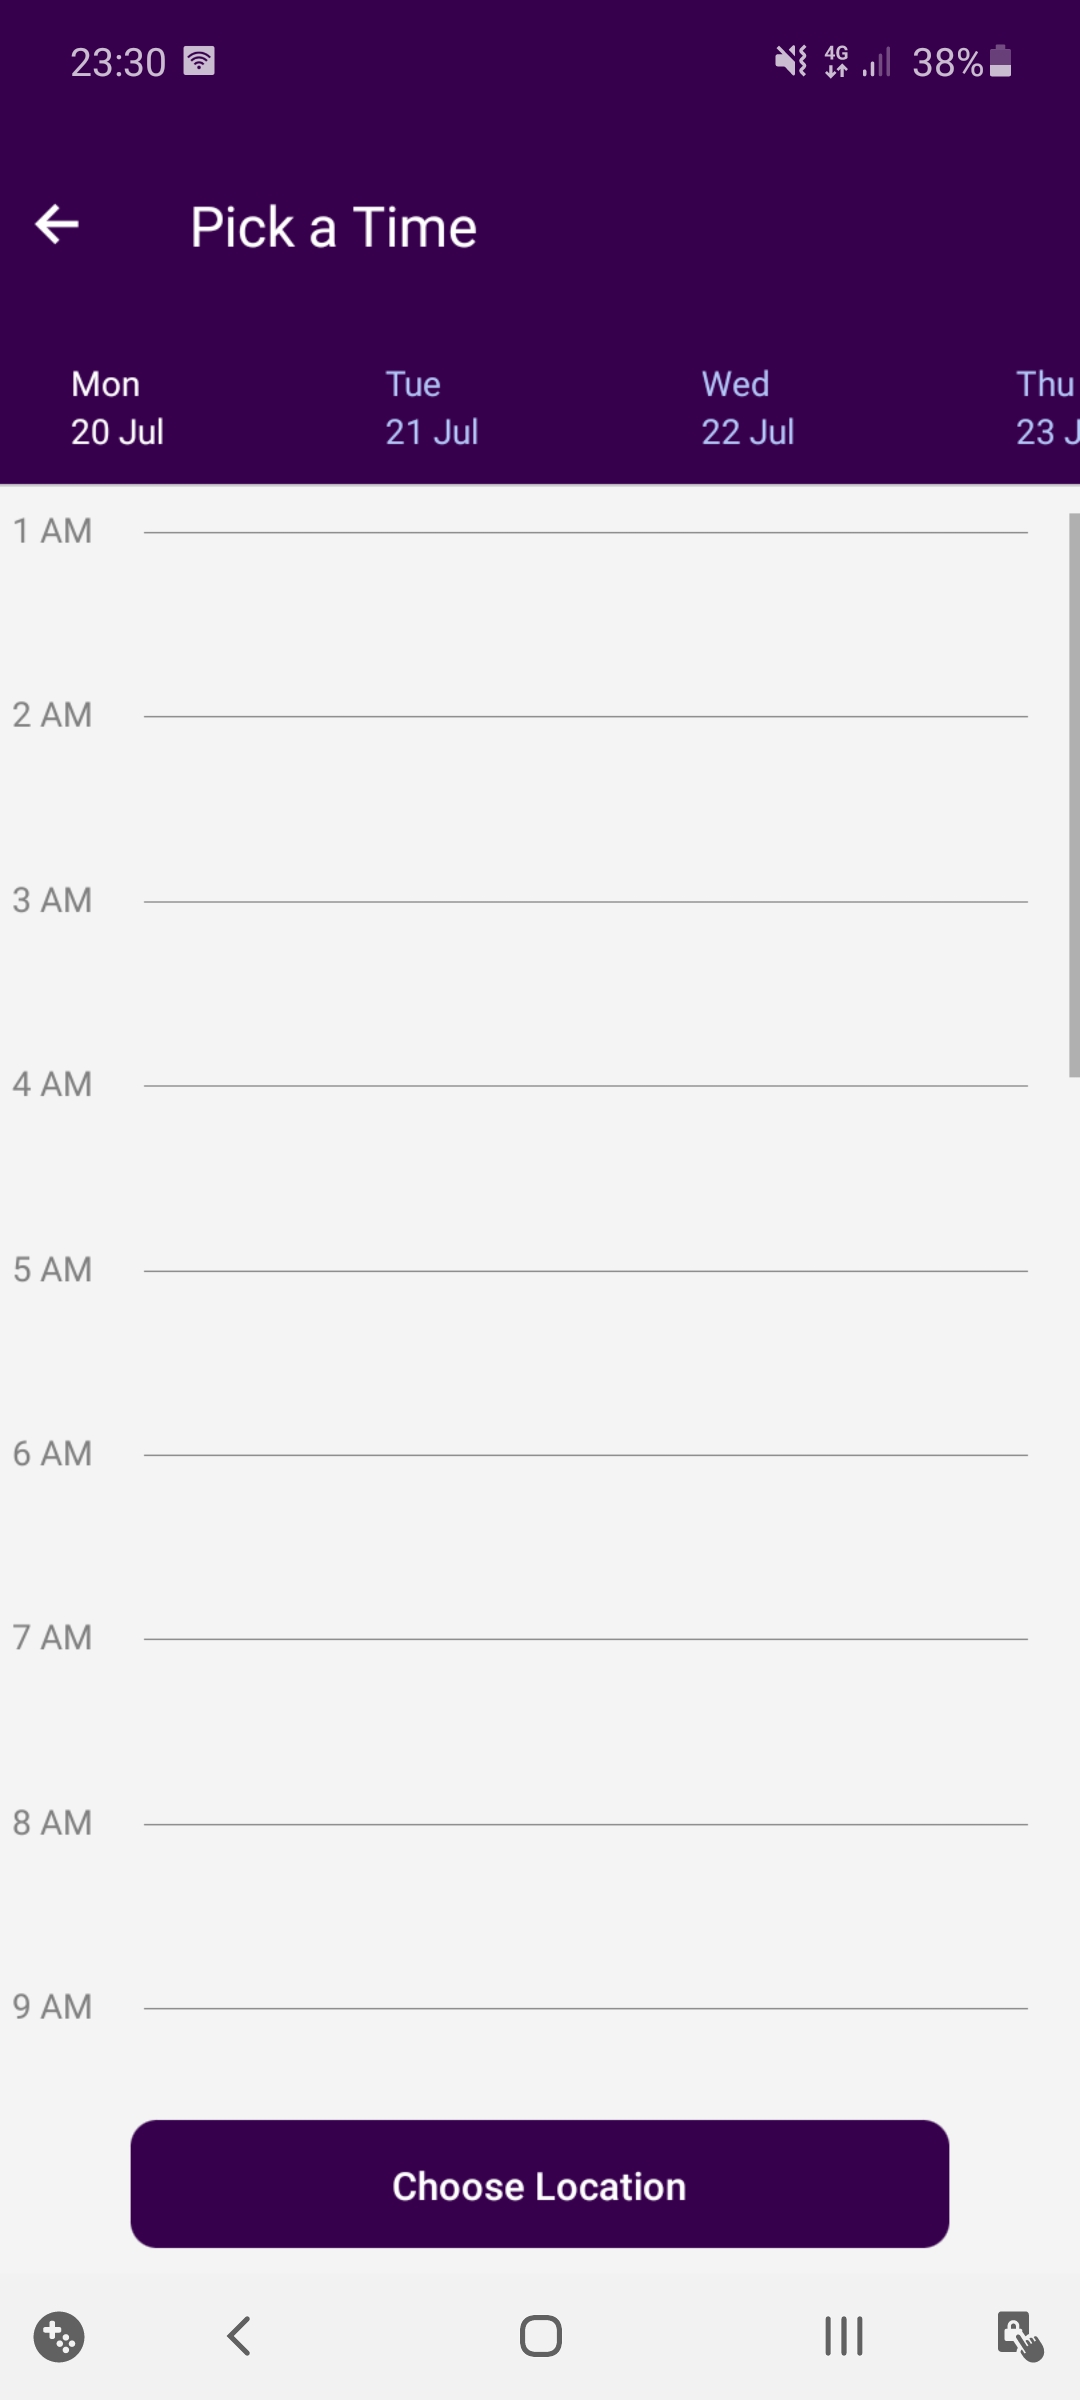 23:30
4G 38%
Pick a Time
Mon Tue Wed Thu
20 Jul 21 Jul 22 Jul 23 J
1 AM
2 AM
3 AM
4 AM
5 AM
6 AM
7 AM
8 AM
9 AM
Choose Location